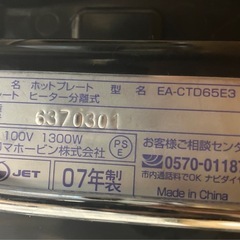 名 ホットプレート 型 名 EA-CTD65E3
ート ヒーター分離式
6370301
100V 1300W
PS
E
マホービン株式会社
お客様ご相談センタ
0570-0118
市内通話料でOK ナビダイヤ
JET
07年製
Made in China